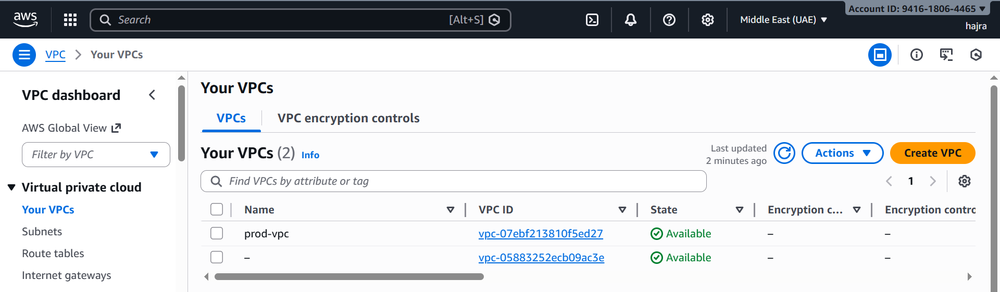 aws
Search
[Alt+S]
Middle East (UAE)
Account ID: 9416-1806-4465
hajra
VPC
Your VPCs
VPC dashboard
AWS Global View
Filter by VPC
Virtual private cloud
Your VPCs
Subnets
Route tables
Internet gateways
Your VPCs
VPCs
VPC encryption controls
Your VPCs (2) Info
Last updated
2 minutes ago
Actions
Create VPC
Find VPCs by attribute or tag
1
Name VPC ID State Encryption c... Encryption contro
prod-vpc vpc-07ebf213810f5ed27 Available – –
– vpc-05883252ecb09ac3e Available – –